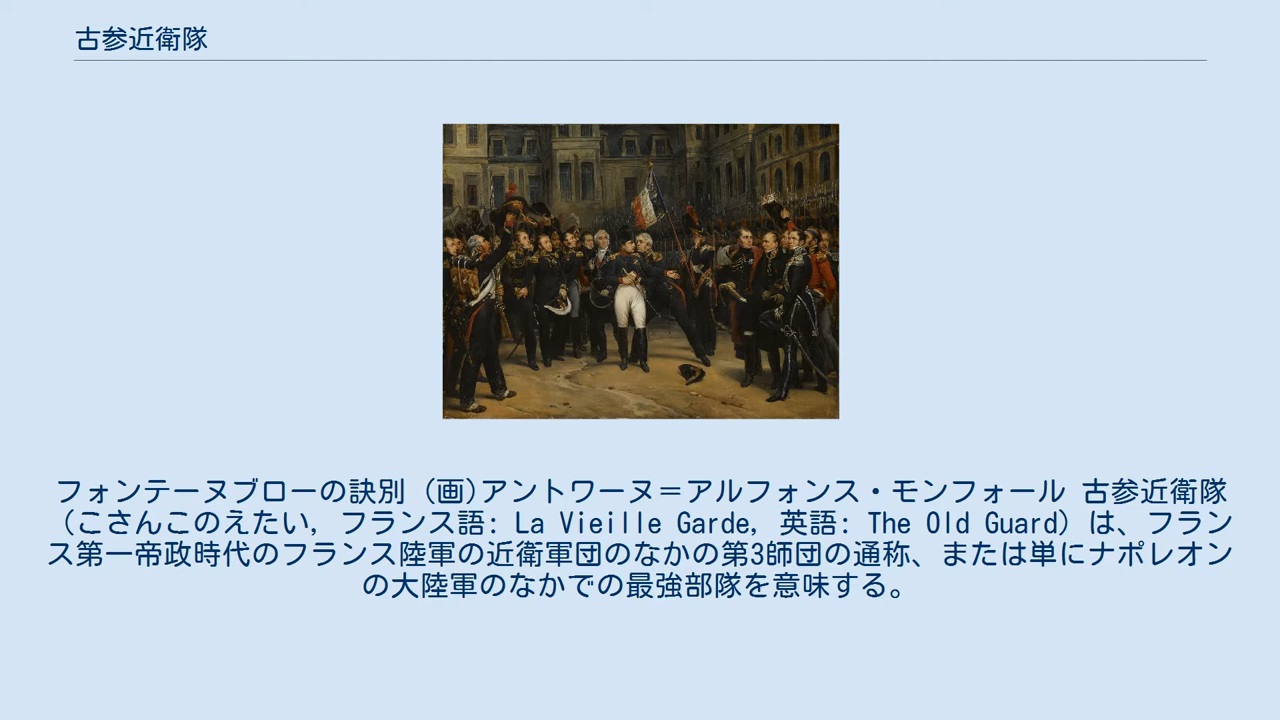 古参近衛隊
フォンテーヌブローの訣別（画)アントワーヌ＝アルフォンス・モンフォール 古参近衛隊
（こさんこのえたい, フランス語: La Vieille Garde, 英語: The Old Guard）は、フラン
ス第一帝政時代のフランス陸軍の近衛軍団のなかの第3師団の通称、または単にナポレオン
の大陸軍のなかでの最強部隊を意味する。